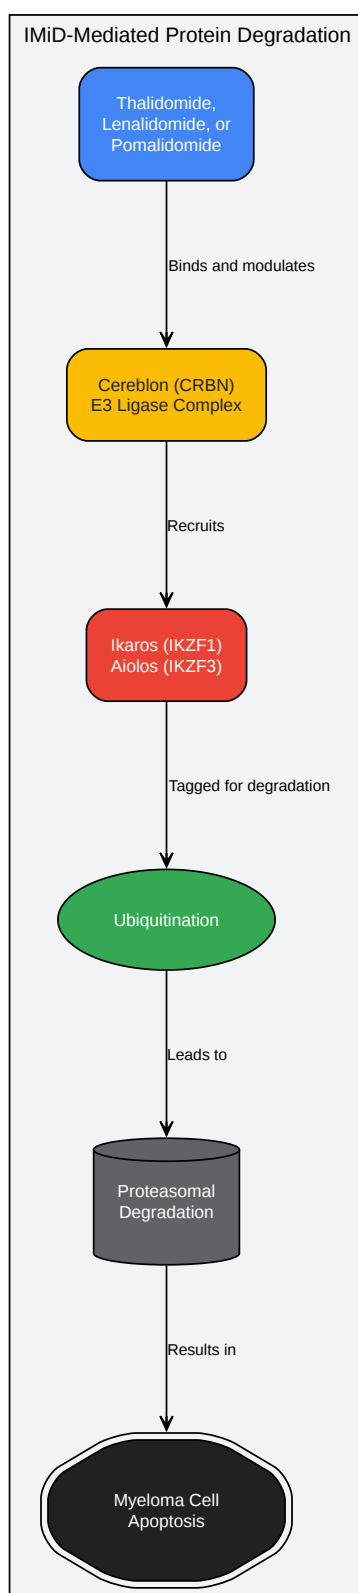 IMiD-Mediated Protein Degradation
Thalidomide,
Lenalidomide, or
Pomalidomide
Binds and modulates
Cereblon (CRBN)
E3 Ligase Complex
Recruits
Ikaros (IKZF1)
Aiolos (IKZF3)
Tagged for degradation
Ubiquitination
Leads to
Proteasomal
Degradation
Results in
Myeloma Cell
Apoptosis